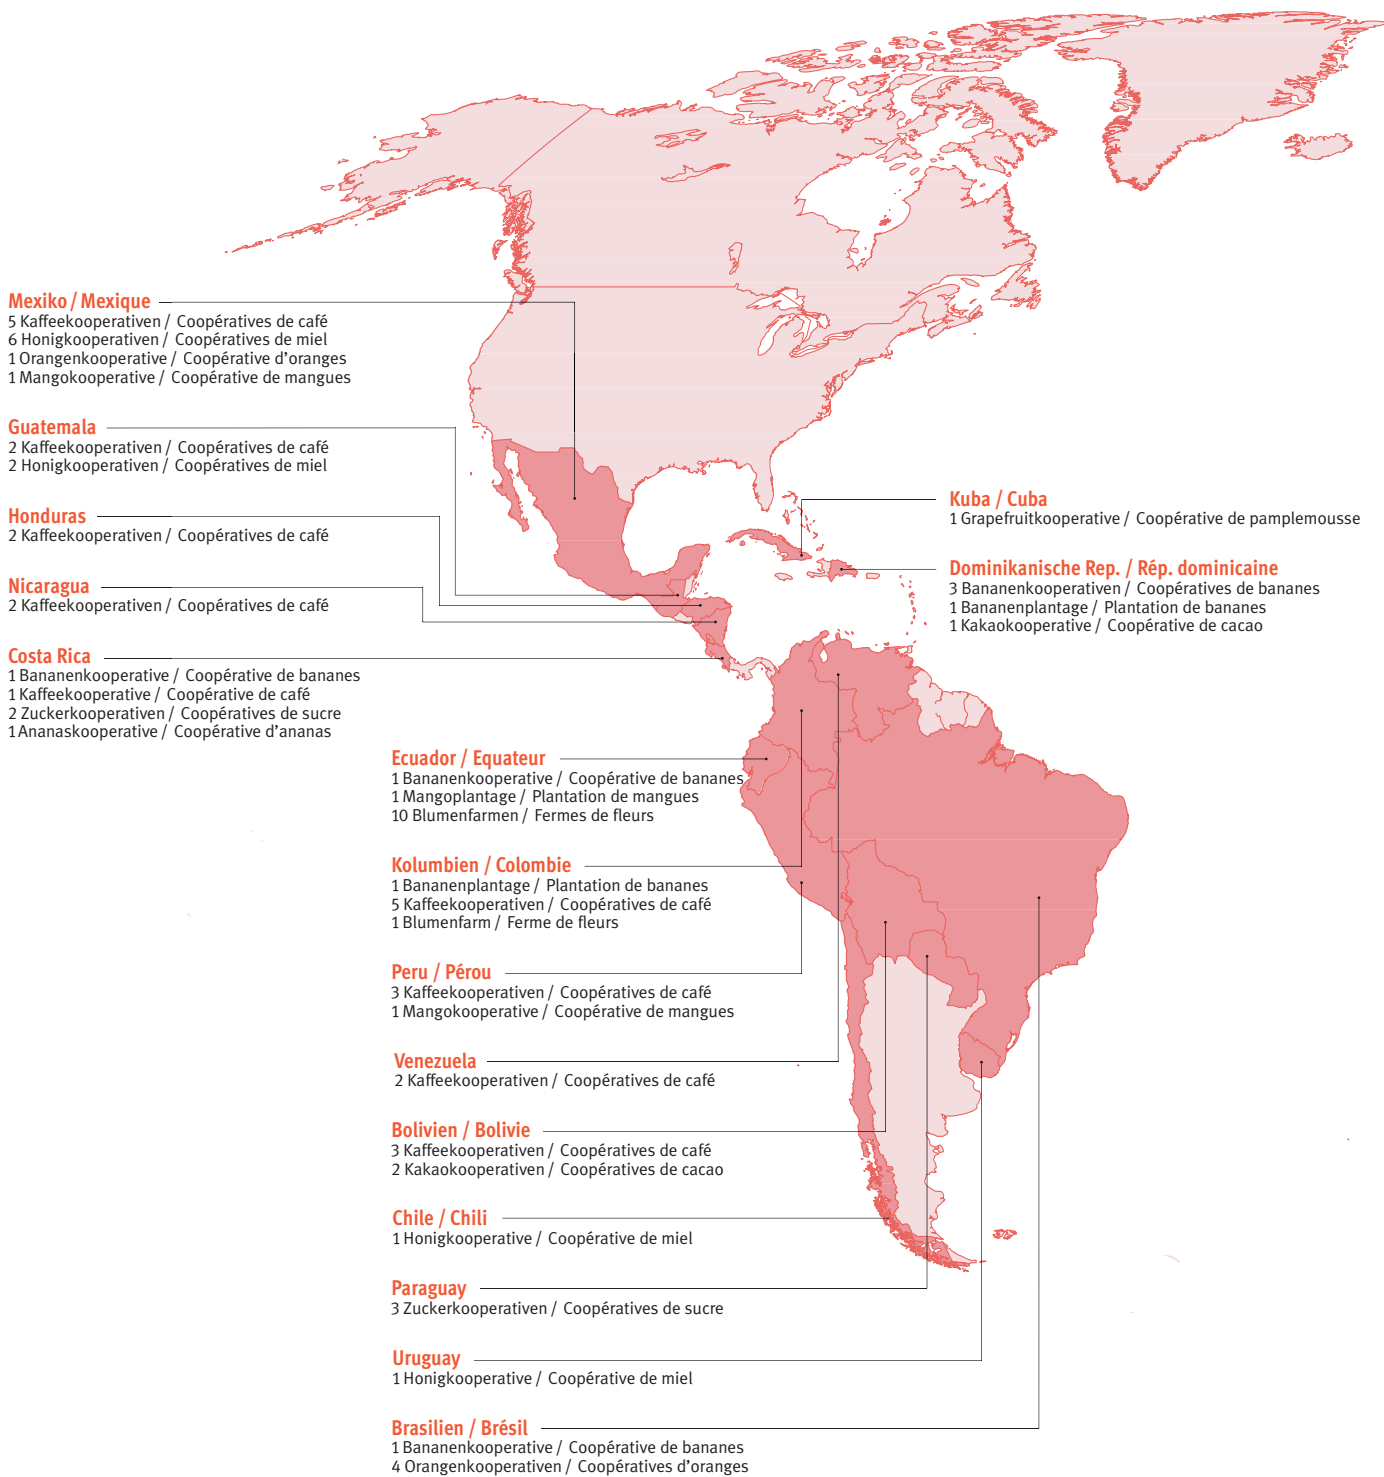 Mexiko / Mexique
5 Kaffeekooperativen / Coopératives de café
6 Honigkooperativen / Coopératives de miel
1 Orangenkooperative / Coopérative d’oranges
1 Mangokooperative / Coopérative de mangues
Guatemala
2 Kaffeekooperativen / Coopératives de café
2 Honigkooperativen / Coopératives de miel
Honduras
2 Kaffeekooperativen / Coopératives de café
Nicaragua
2 Kaffeekooperativen / Coopératives de café
Costa Rica
1 Bananenkooperative / Coopérative de bananes
1 Kaffeekooperative / Coopérative de café
2 Zuckerkooperativen / Coopératives de sucre
1 Ananaskooperative / Coopérative d’ananas
Kuba / Cuba
1 Grapefruitkooperative / Coopérative de pamplemousse
Dominikanische Rep. / Rép. dominicaine
3 Bananenkooperativen / Coopératives de bananes
1 Bananenplantage / Plantation de bananes
1 Kakaokooperative / Coopérative de cacao
Ecuador / Equateur
1 Bananenkooperative / Coopérative de bananes
1 Mangoplantage / Plantation de mangues
10 Blumenfarmen / Fermes de fleurs
Kolumbien / Colombie
1 Bananenplantage / Plantation de bananes
5 Kaffeekooperativen / Coopératives de café
1 Blumenfarm / Ferme de fleurs
Peru / Pérou
3 Kaffeekooperativen / Coopératives de café
1 Mangokooperative / Coopérative de mangues
Venezuela
2 Kaffeekooperativen / Coopératives de café
Bolivien / Bolivie
3 Kaffeekooperativen / Coopératives de café
2 Kakaokooperativen / Coopératives de cacao
Chile / Chili
1 Honigkooperative / Coopérative de miel
Paraguay
3 Zuckerkooperativen / Coopératives de sucre
Uruguay
1 Honigkooperative / Coopérative de miel
Brasilien / Brésil
1 Bananenkooperative / Coopérative de bananes
4 Orangenkooperativen / Coopératives d’oranges